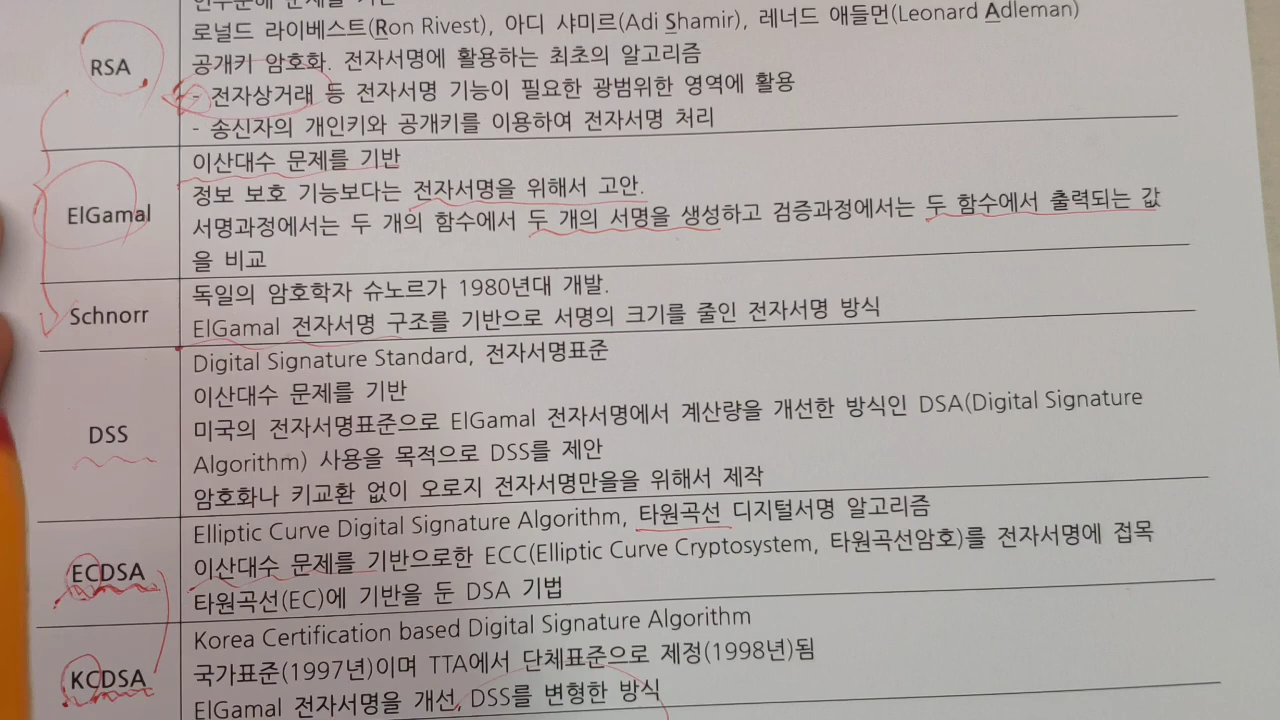 로널드 라이베스트(Ron Rivest), 아디 샤미르(Adi Shamir), 레너드 애들먼(Leonard Adleman)
RSA
공개키 암호화. 전자서명에 활용하는 최초의 알고리즘
- 전자상거래 등 전자서명 기능이 필요한 광범위한 영역에 활용
- 송신자의 개인키와 공개키를 이용하여 전자서명 처리
이산대수 문제를 기반
정보 보호 기능보다는 전자서명을 위해서 고안.
ElGamal
서명과정에서는 두 개의 함수에서 두 개의 서명을 생성하고 검증과정에서는 두 함수에서 출력되는 값
을 비교
독일의 암호학자 슈노르가 1980년대 개발.
Schnorr
ElGamal 전자서명 구조를 기반으로 서명의 크기를 줄인 전자서명 방식
Digital Signature Standard, 전자서명표준
이산대수 문제를 기반
DSS
미국의 전자서명표준으로 ElGamal 전자서명에서 계산량을 개선한 방식인 DSA(Digital Signature
Algorithm) 사용을 목적으로 DSS를 제안
암호화나 키교환 없이 오로지 전자서명만을을 위해서 제작
Elliptic Curve Digital Signature Algorithm, 타원곡선 디지털서명 알고리즘
ECDSA
이산대수 문제를 기반으로한 ECC(Elliptic Curve Cryptosystem, 타원곡선암호)를 전자서명에 접목
타원곡선(EC)에 기반을 둔 DSA 기법
Korea Certification based Digital Signature Algorithm
KCDSA
국가표준(1997년)이며 TTA에서 단체표준으로 제정(1998년)됨
ElGamal 전자서명을 개선, DSS를 변형한 방식